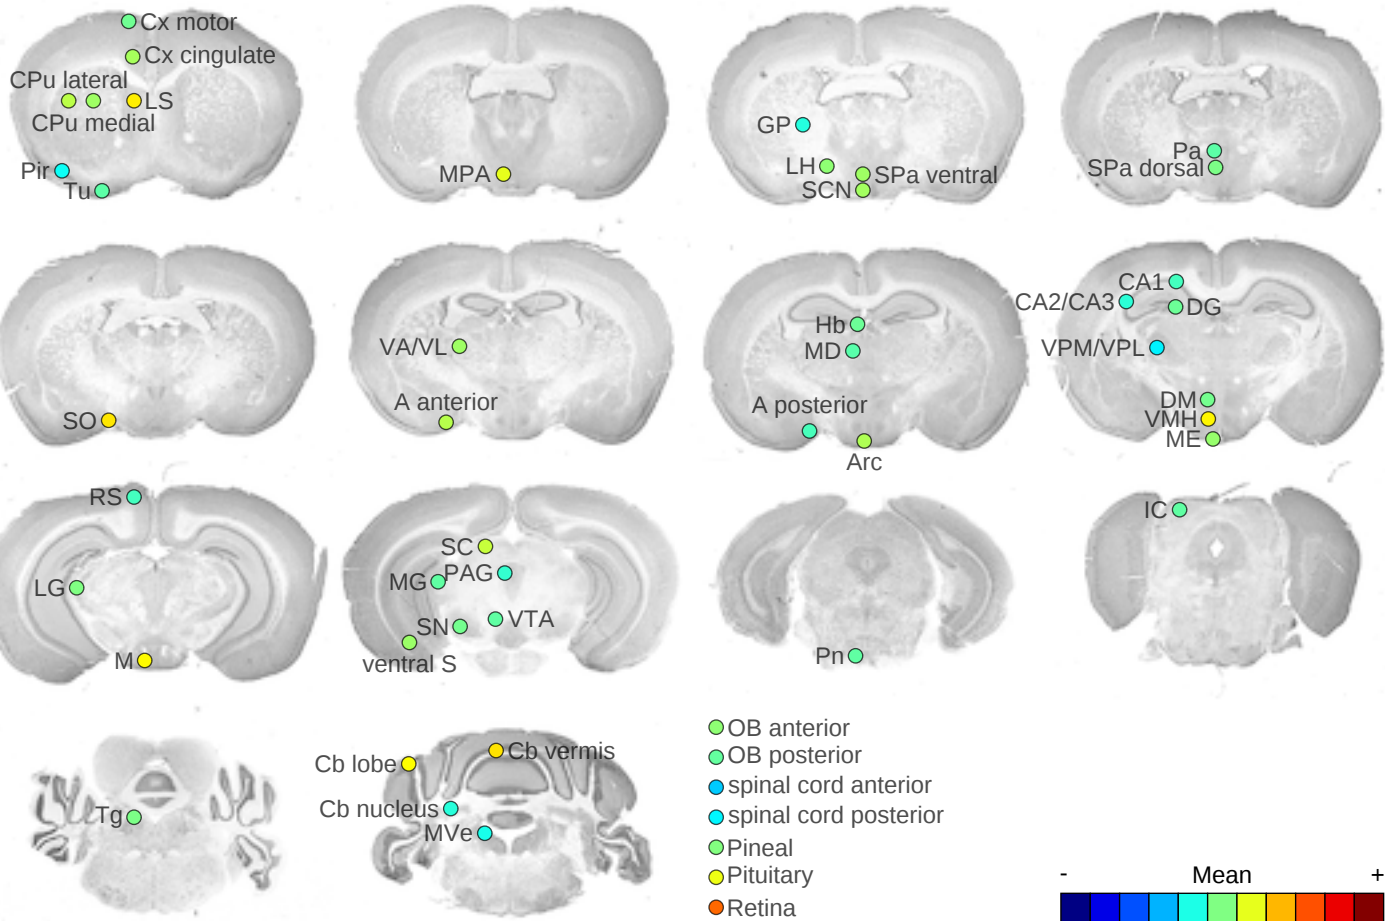 Cx motor
Cx cingulate
CPu lateral
LS
CPu medial
Pir
Tu
MPA
GP
LH
SPa ventral
SCN
Pa
SPa dorsal
SO
VA/VL
A anterior
Hb
MD
A posterior
Arc
CA1
CA2/CA3
DG
VPM/VPL
DM
VMH
ME
RS
LG
M
SC
MG
PAG
SN
VTA
ventral S
Pn
IC
Tg
Cb lobe
Cb vermis
Cb nucleus
MVe
OB anterior
OB posterior
spinal cord anterior
spinal cord posterior
Pineal
Pituitary
Retina
- Mean +